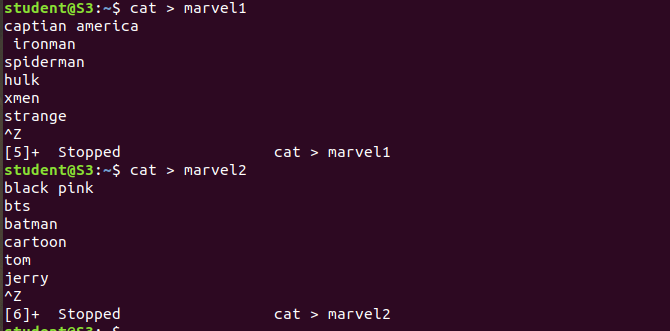 student@S3:~$ cat > marvel1
captian america
 ironman
spiderman
hulk
xmen
strange
^Z
[5]+  Stopped                 cat > marvel1
student@S3:~$ cat > marvel2
black pink
bts
batman
cartoon
tom
jerry
^Z
[6]+  Stopped                 cat > marvel2
student@S3:~$